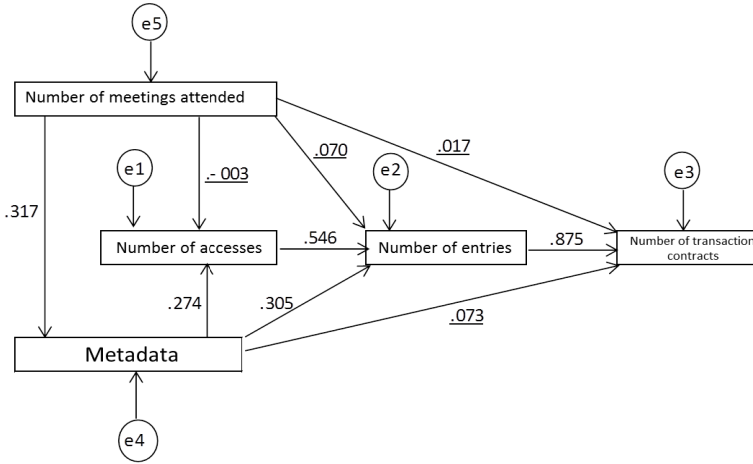 e5
Number of meetings attended
.070
.017
e1
.- 003
e2
e3
.317
Number of accesses
.546
Number of entries
.875
Number of transaction
contracts
.274
.305
.073
Metadata
e4